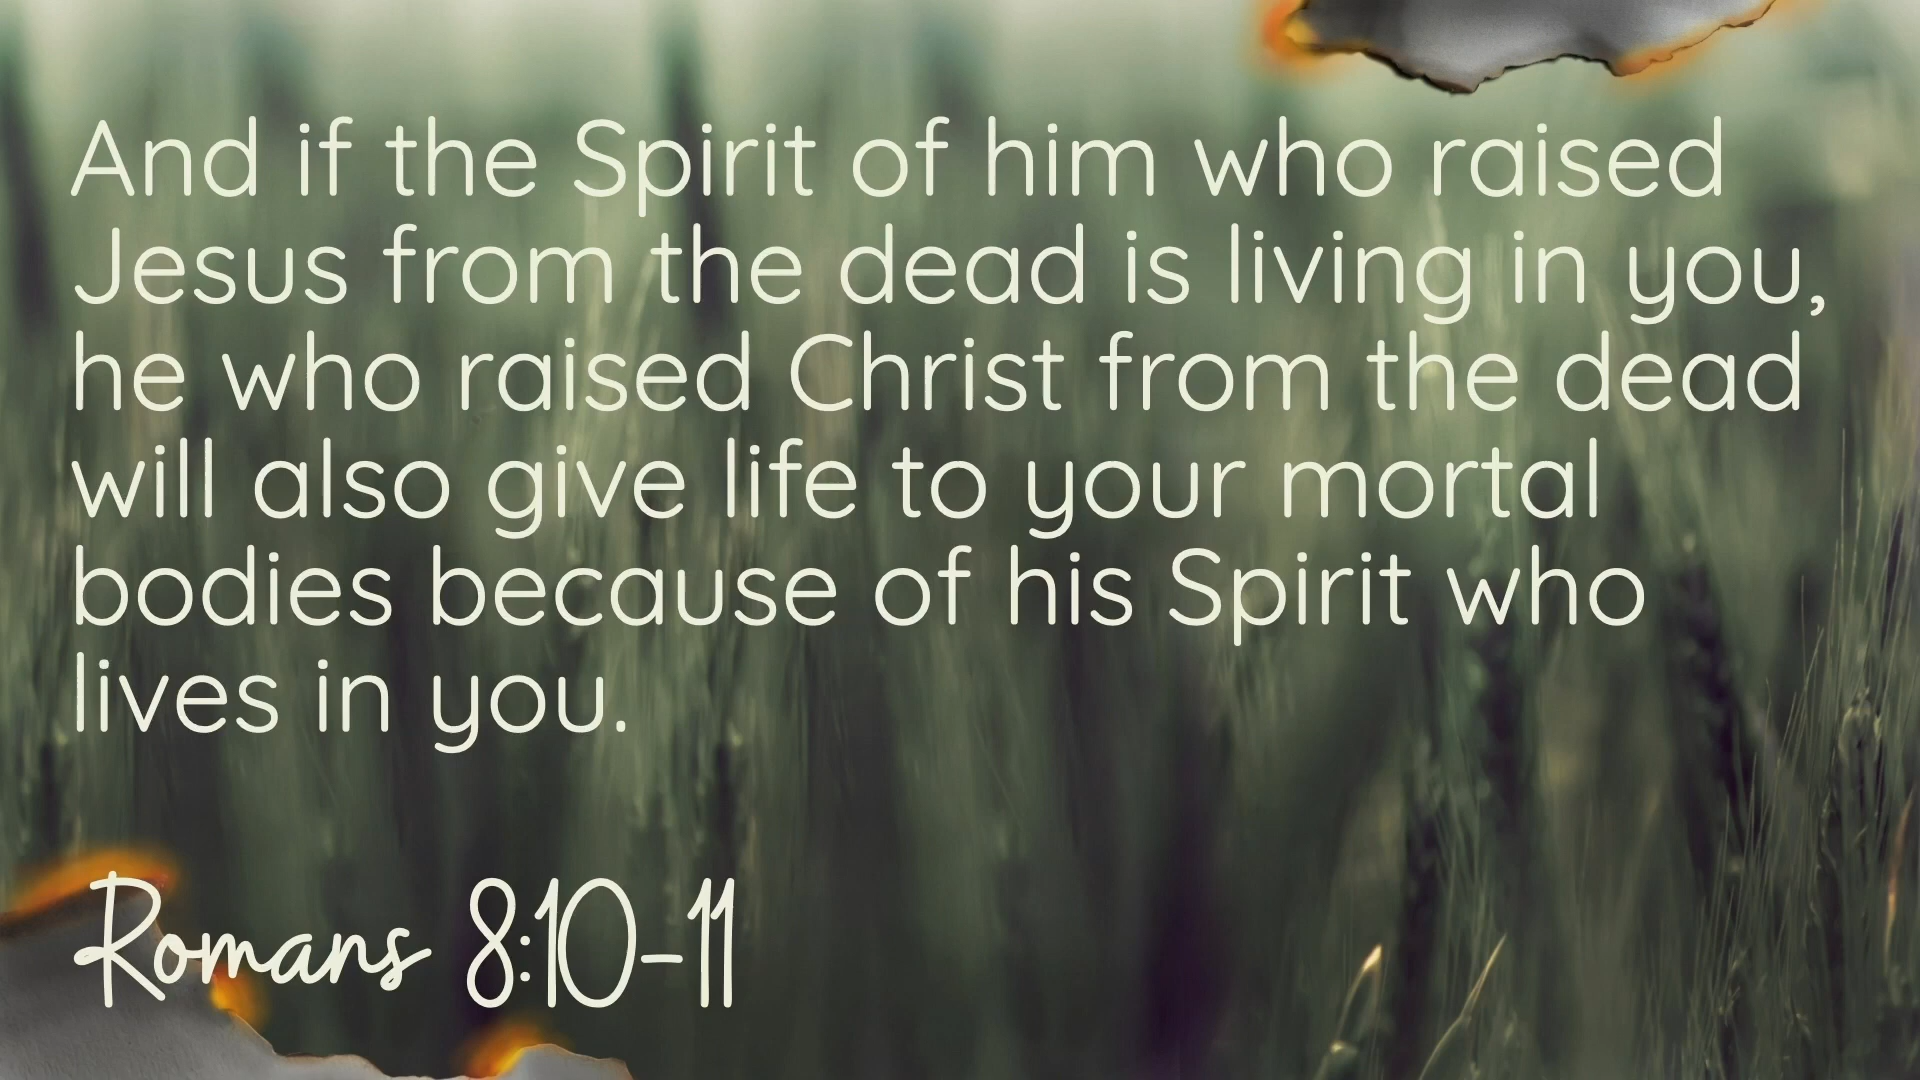 And if the Spirit of him who raised
Jesus from the dead is living in you,
he who raised Christ from the dead
will also give life to your mortal
bodies because of his Spirit who
lives in you.
Romans 8:10-11